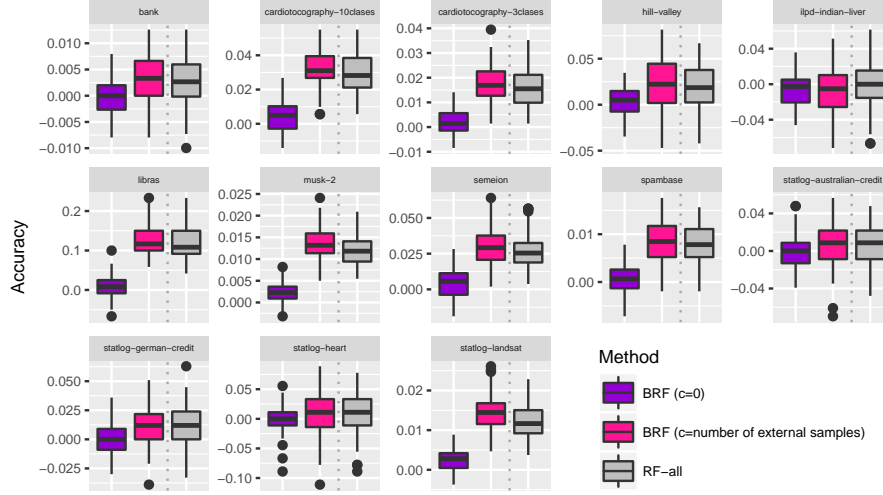 bank
cardiotocography−10clases
cardiotocography−3clases
hill−valley
ilpd−indian−liver
0.010
0.005
0.000
−0.005
−0.010
0.04
0.02
0.00
0.04
0.03
0.02
0.01
0.00
−0.01
0.05
0.00
−0.05
0.04
0.00
−0.04
libras
musk−2
semeion
spambase
statlog−australian−credit
0.2
0.1
0.0
0.025
0.020
0.015
0.010
0.005
0.000
0.050
0.025
0.000
0.01
0.00
0.04
0.00
−0.04
Accuracy
statlog−german−credit
statlog−heart
statlog−landsat
0.050
0.025
0.000
−0.025
0.05
0.00
−0.05
−0.10
0.02
0.01
0.00
Method
BRF (c=0)
BRF (c=number of external samples)
RF−all